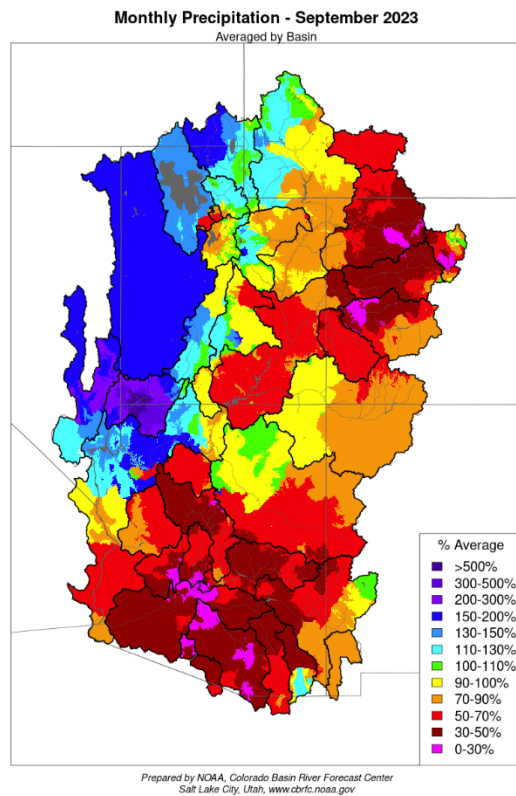 Monthly Precipitation - September 2023
Averaged by Basin
% Average
>500%
300-500%
200-300%
150-200%
130-150%
110-130%
100-110%
90-100%
70-90%
50-70%
30-50%
0-30%
Prepared by NOAA, Colorado Basin River Forecast Center
Salt Lake City, Utah, www.cbrfc.noaa.gov